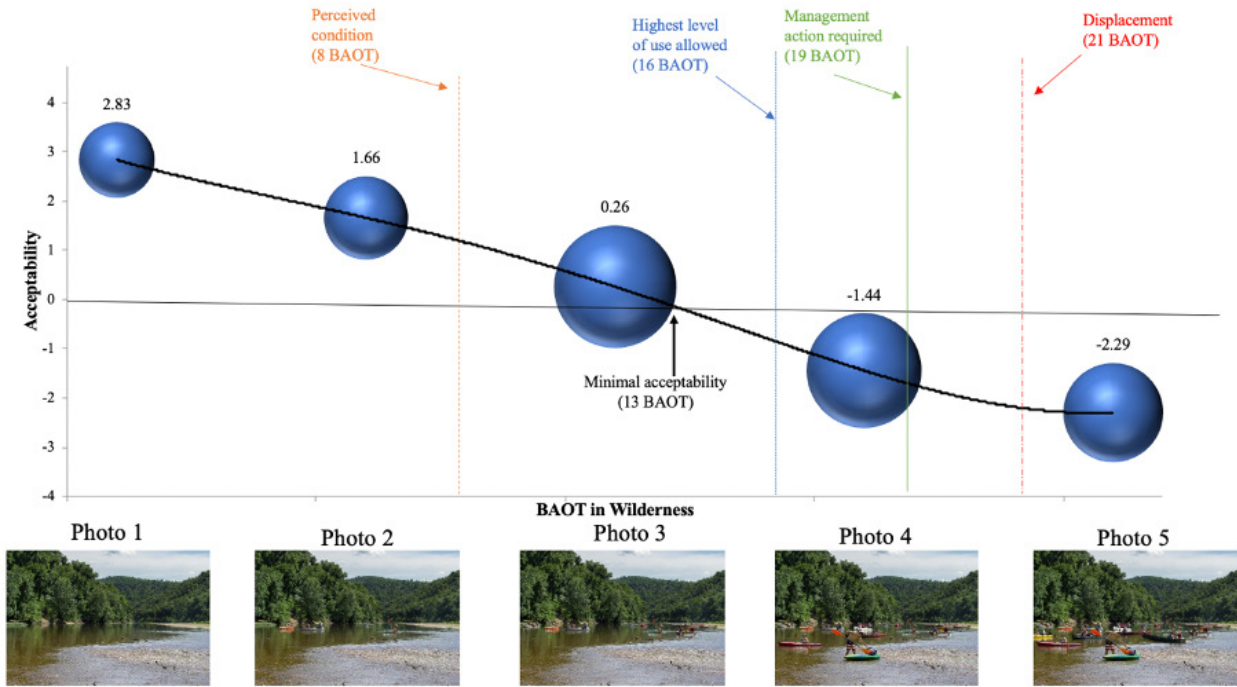 Perceived
condition
(8 BAOT)
Highest level
of use allowed
(16 BAOT)
Management
action required
(19 BAOT)
Displacement
(21 BAOT)
Acceptability
4
3
2
1
0
-1
-2
-3
-4
2.83
1.66
0.26
-1.44
-2.29
Minimal acceptability
(13 BAOT)
BAOT in Wilderness
Photo 1
Photo 2
Photo 3
Photo 4
Photo 5